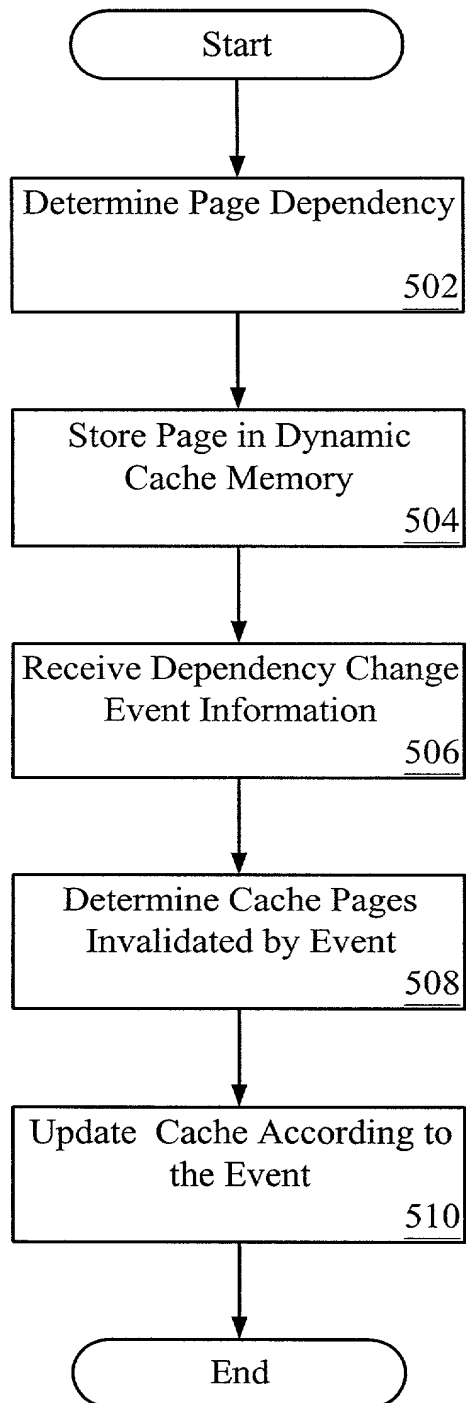 Start
Determine Page Dependency
502
Store Page in Dynamic
Cache Memory
504
Receive Dependency Change
Event Information
506
Determine Cache Pages
Invalidated by Event
508
Update Cache According to
the Event
510
End